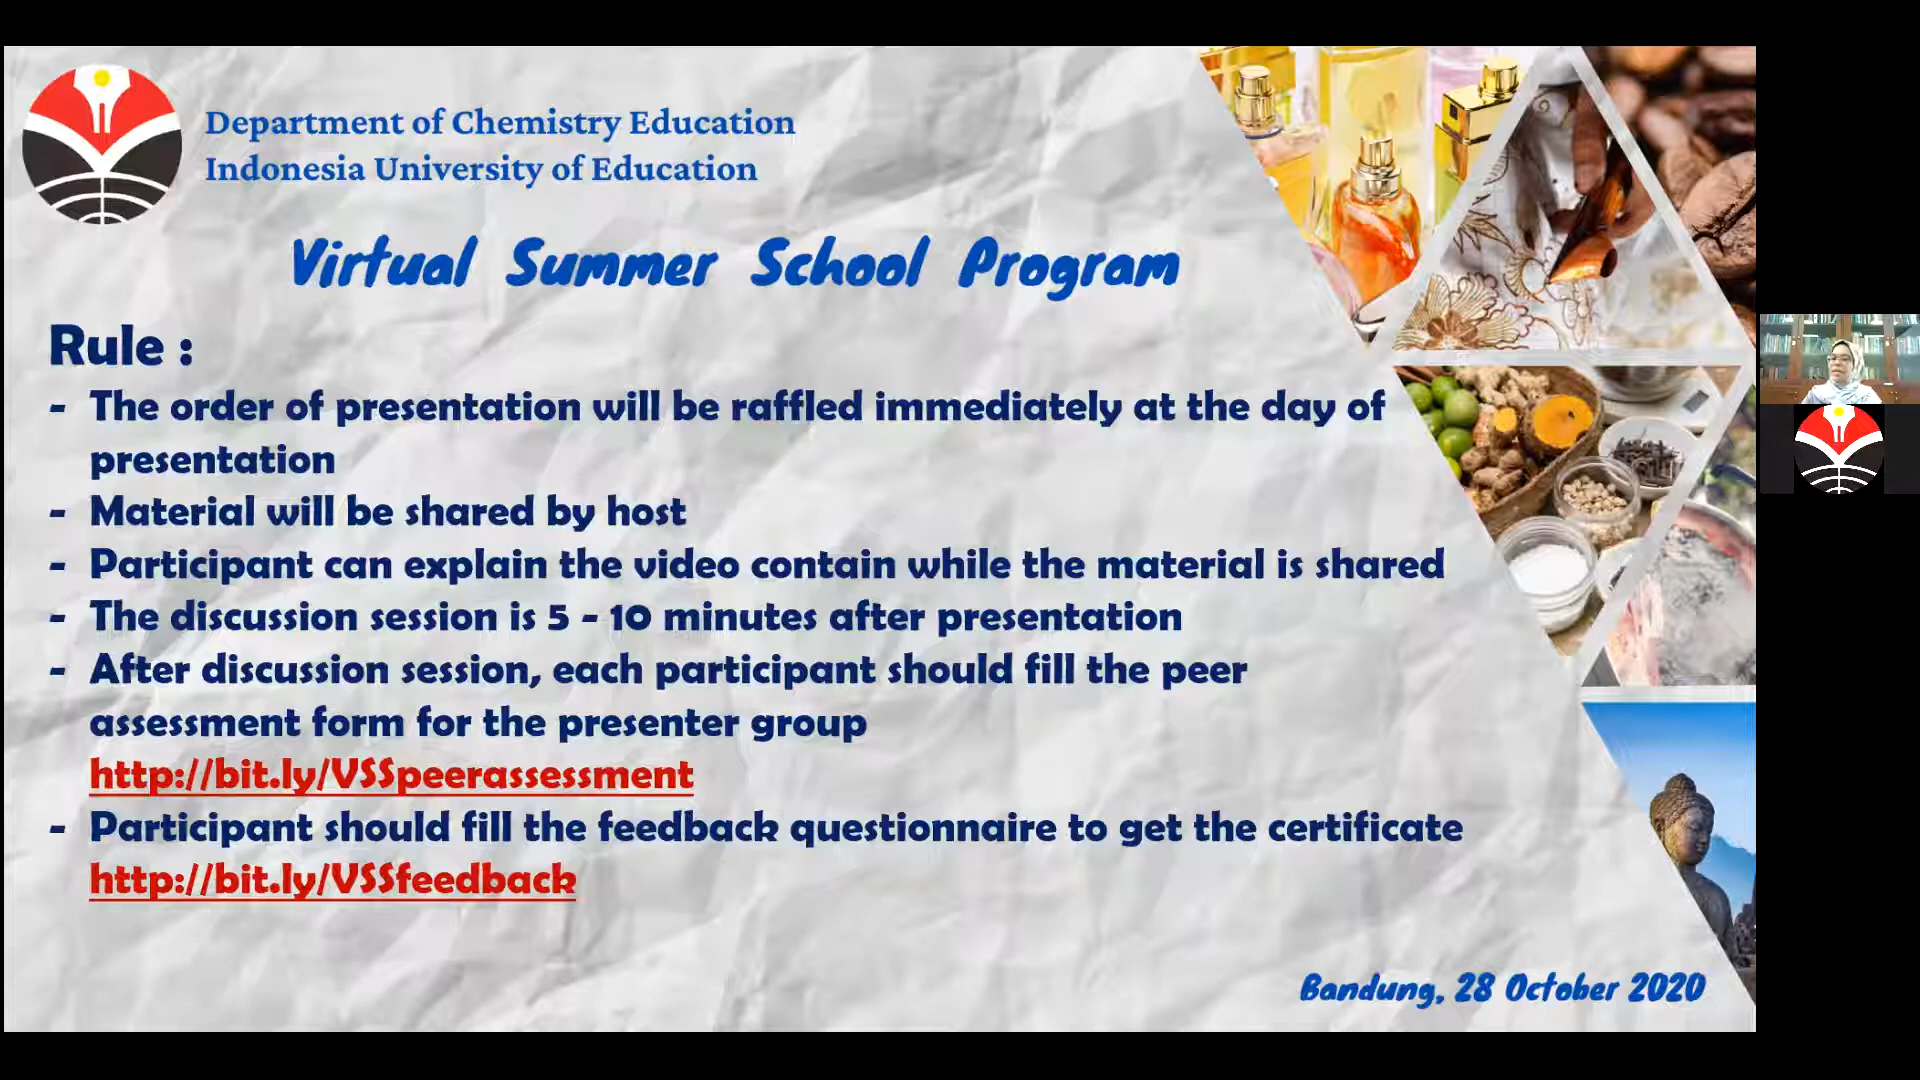 Department of Chemistry Education
Indonesia University of Education
Virtual Summer School Program
Rule :
- The order of presentation will be raffled immediately at the day of
presentation
- Material will be shared by host
- Participant can explain the video contain while the material is shared
- The discussion session is 5 - 10 minutes after presentation
- After discussion session, each participant should fill the peer
assessment form for the presenter group
http://bit.ly/VSSpeerassessment
- Participant should fill the feedback questionnaire to get the certificate
http://bit.ly/VSSfeedback
Bandung, 28 October 2020